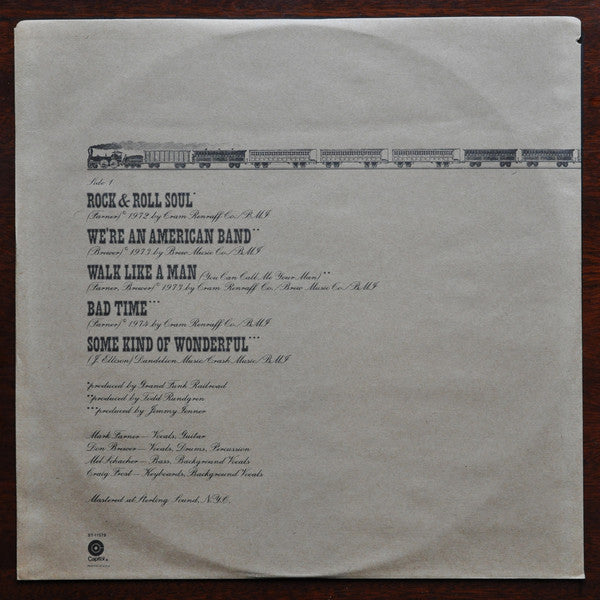 Side 1
ROCK & ROLL SOUL*
(Farner) © 1972 by Cram Renraff Co./BMI
WE'RE AN AMERICAN BAND**
(Brewer) © 1973 by Brew Music Co./BMI
WALK LIKE A MAN (You Can Call Me Your Man)**
(Farner, Brewer) © 1973 by Cram Renraff Co./Brew Music Co./BMI
BAD TIME***
(Farner) © 1974 by Cram Renraff Co./BMI
SOME KIND OF WONDERFUL***
(J. Ellison) Dandelion Music/Crash Music/BMI
*produced by Grand Funk Railroad
**produced by Todd Rundgren
***produced by Jimmy Ienner
Mark Farner—Vocals, Guitar
Don Brewer—Vocals, Drums, Percussion
Mel Schacher—Bass, Background Vocals
Craig Frost—Keyboards, Background Vocals
Mastered at Sterling Sound, N.Y.C.
ST-11579
Capitol®
PRINTED IN U.S.A.